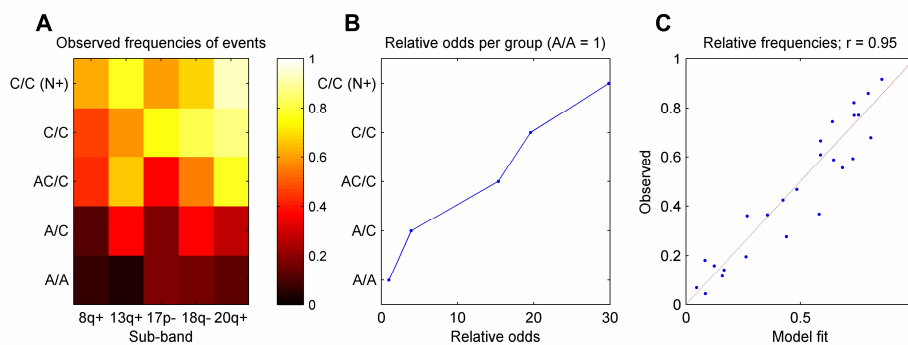 A
Observed frequencies of events
C/C (N+)
C/C
AC/C
A/C
A/A
8q+ 13q+ 17p- 18q- 20q+
Sub-band
1
0.8
0.6
0.4
0.2
0
B
Relative odds per group (A/A = 1)
C/C (N+)
C/C
AC/C
A/C
A/A
0 10 20 30
Relative odds
C
Relative frequencies; r = 0.95
Observed
1
0.8
0.6
0.4
0.2
0
0 0.5
Model fit